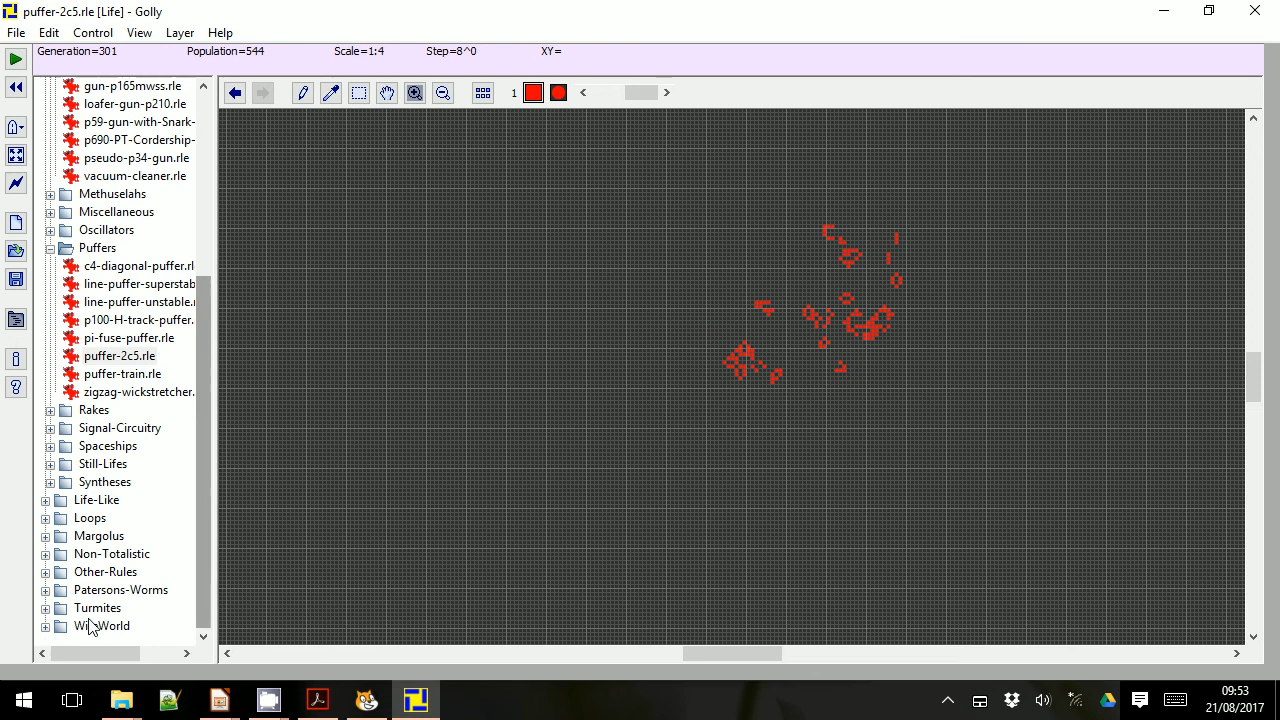 puffer-2c5.rle [Life] - Golly
File Edit Control View Layer Help
Generation=301 Population=544 Scale=1:4 Step=8^0 XY=
1
gun-p165mwss.rle
loafer-gun-p210.rle
p59-gun-with-Snark-
p690-PT-Cordership-
pseudo-p34-gun.rle
vacuum-cleaner.rle
Methuselahs
Miscellaneous
Oscillators
Puffers
c4-diagonal-puffer.rl
line-puffer-supersta
line-puffer-unstable.r
p100-H-track-puffer.
pi-fuse-puffer.rle
puffer-2c5.rle
puffer-train.rle
zigzag-wickstretcher.
Rakes
Signal-Circuitry
Spaceships
Still-Lifes
Syntheses
Life-Like
Loops
Margolus
Non-Totalistic
Other-Rules
Patersons-Worms
Turmites
WireWorld
09:53
21/08/2017